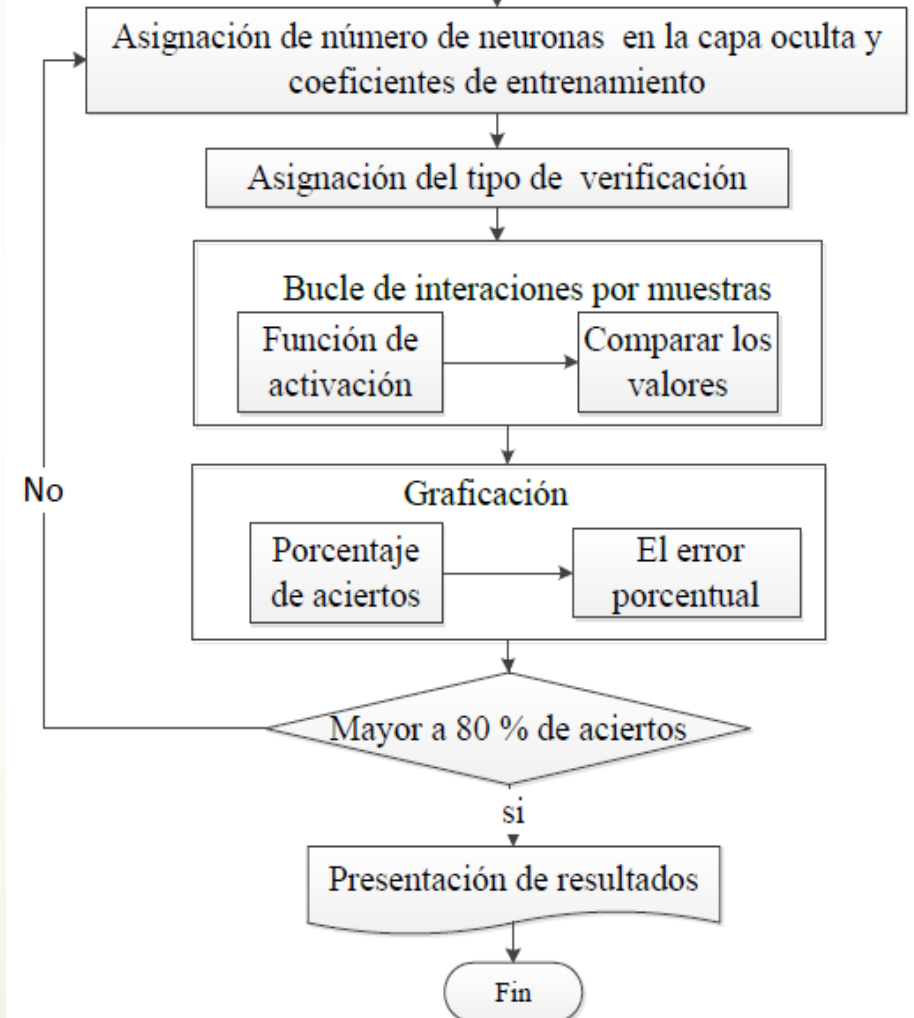 Asignación de número de neuronas en la capa oculta y
coeficientes de entrenamiento
Asignación del tipo de verificación
Bucle de interaciones por muestras
Función de
activación
Comparar los
valores
No
Graficación
Porcentaje
de aciertos
El error
porcentual
Mayor a 80 % de aciertos
si
Presentación de resultados
Fin